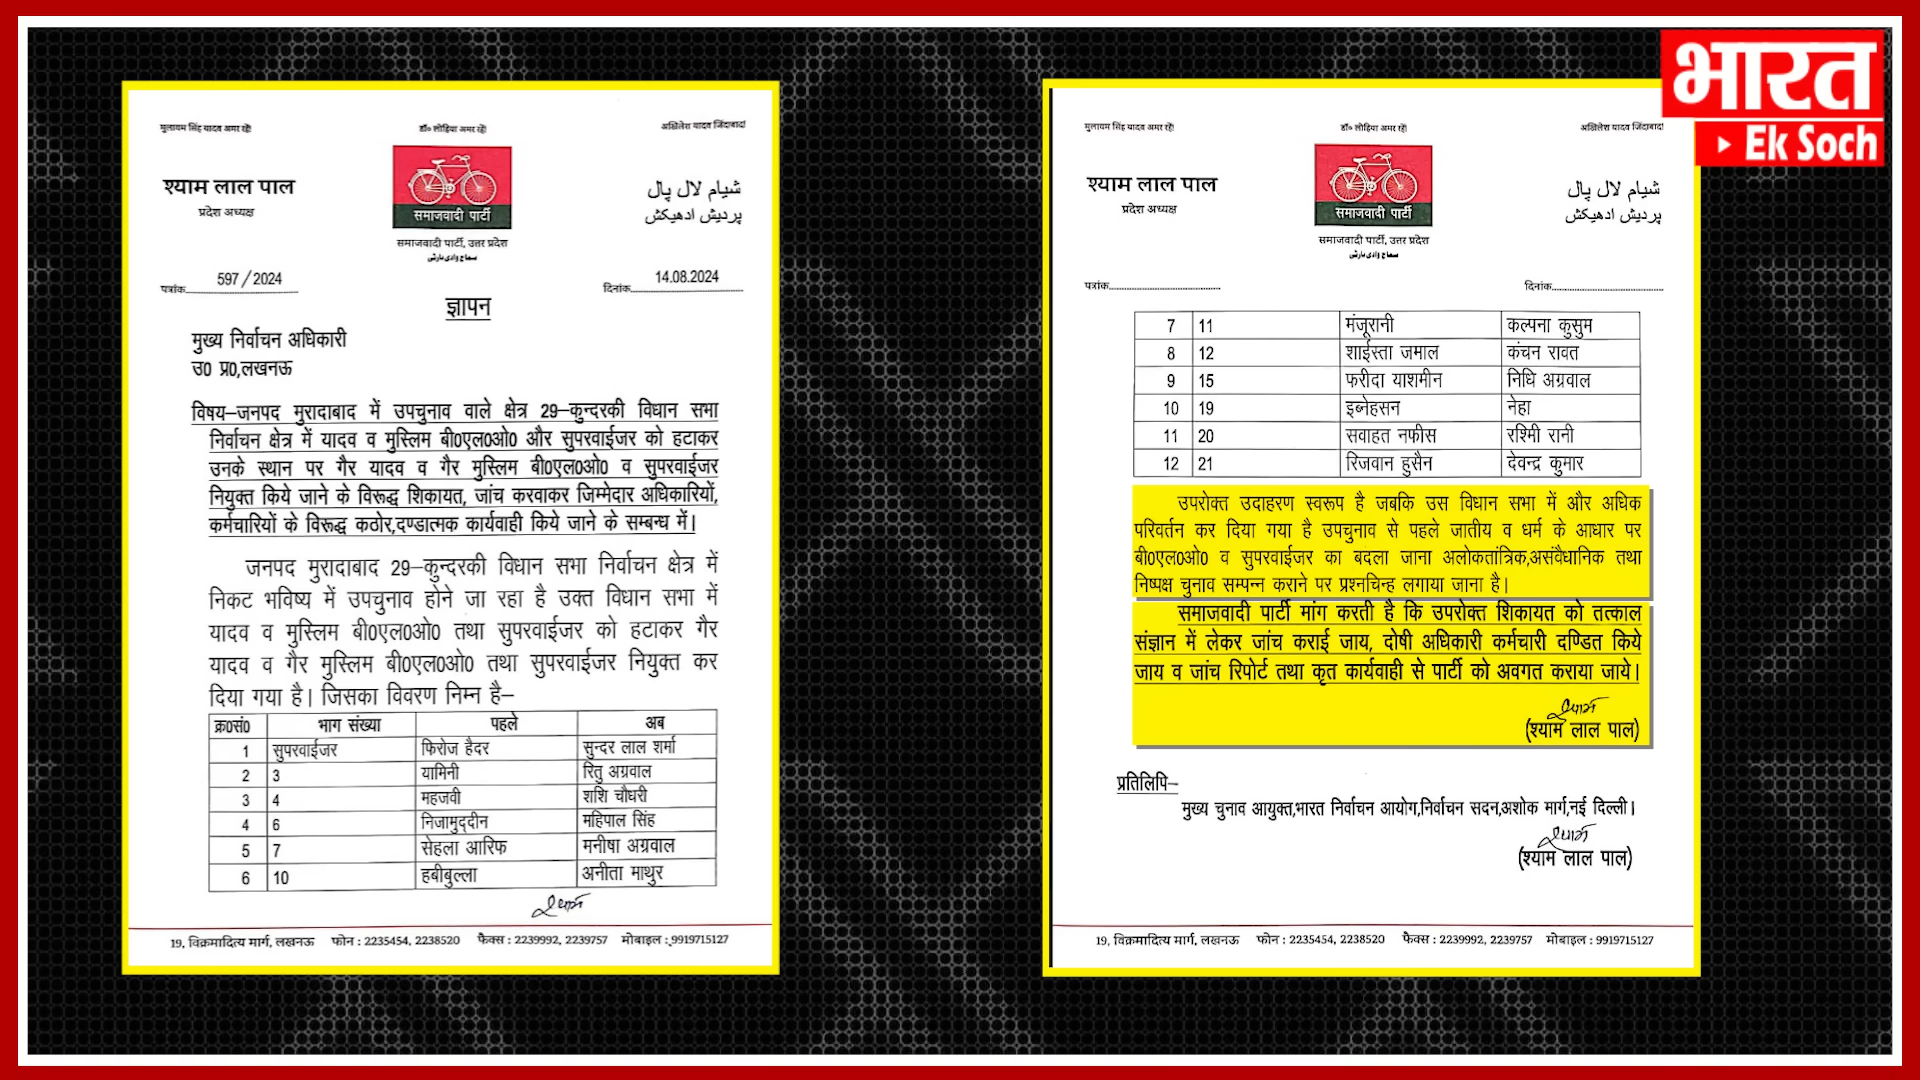 भारत
Ek Soch
मुलायम सिंह यादव अमर रहें!
डॉ० लोहिया अमर रहें!
अखिलेश यादव जिंदाबाद!
श्याम लाल पाल
प्रदेश अध्यक्ष
समाजवादी पार्टी
شیام لال پال
پردیش ادھیکش
समाजवादी पार्टी, उत्तर प्रदेश
سماج وادی پارٹی
पत्रांक 597/2024
दिनांक 14.08.2024
ज्ञापन
मुख्य निर्वाचन अधिकारी
उ0 प्र0,लखनऊ
विषय–जनपद मुरादाबाद में उपचुनाव वाले क्षेत्र 29–कुन्दरकी विधान सभा
निर्वाचन क्षेत्र में यादव व मुस्लिम बी0एल0ओ0 और सुपरवाईजर को हटाकर
उनके स्थान पर गैर यादव व गैर मुस्लिम बी0एल0ओ0 व सुपरवाईजर
नियुक्त किये जाने के विरूद्ध शिकायत, जांच करवाकर जिम्मेदार अधिकारियों,
कर्मचारियों के विरूद्ध कठोर,दण्डात्मक कार्यवाही किये जाने के सम्बन्ध में।
जनपद मुरादाबाद 29–कुन्दरकी विधान सभा निर्वाचन क्षेत्र में
निकट भविष्य में उपचुनाव होने जा रहा है उक्त विधान सभा में
यादव व मुस्लिम बी0एल0ओ0 तथा सुपरवाईजर को हटाकर गैर
यादव व गैर मुस्लिम बी0एल0ओ0 तथा सुपरवाईजर नियुक्त कर
दिया गया है। जिसका विवरण निम्न है–
क्र0सं0 भाग संख्या पहले अब
1 सुपरवाईजर फिरोज हैदर सुन्दर लाल शर्मा
2 3 यामिनी रितु अग्रवाल
3 4 महजवी शशि चौधरी
4 6 निजामुद्दीन महिपाल सिंह
5 7 सेहला आरिफ मनीषा अग्रवाल
6 10 हबीबुल्ला अनीता माथुर
श्याम
19, विक्रमादित्य मार्ग, लखनऊ फोन : 2235454, 2238520 फैक्स : 2239992, 2239757 मोबाइल : 9919715127
मुलायम सिंह यादव अमर रहें!
डॉ० लोहिया अमर रहें!
अखिलेश यादव जिंदाबाद!
श्याम लाल पाल
प्रदेश अध्यक्ष
समाजवादी पार्टी
شیام لال پال
پردیش ادھیکش
समाजवादी पार्टी, उत्तर प्रदेश
سماج وادی پارٹی
पत्रांक
दिनांक
7 11 मंजूरानी कल्पना कुसुम
8 12 शाईस्ता जमाल कंचन रावत
9 15 फरीदा याशमीन निधि अग्रवाल
10 19 इब्नेहसन नेहा
11 20 सवाहत नफीस रश्मि रानी
12 21 रिजवान हुसैन देवन्द्र कुमार
उपरोक्त उदाहरण स्वरूप है जबकि उस विधान सभा में और अधिक
परिवर्तन कर दिया गया है उपचुनाव से पहले जातीय व धर्म के आधार पर
बी0एल0ओ0 व सुपरवाईजर का बदला जाना अलोकतांत्रिक,असंवैधानिक तथा
निष्पक्ष चुनाव सम्पन्न कराने पर प्रश्नचिन्ह लगाया जाना है।
समाजवादी पार्टी मांग करती है कि उपरोक्त शिकायत को तत्काल
संज्ञान में लेकर जांच कराई जाय, दोषी अधिकारी कर्मचारी दण्डित किये
जाय व जांच रिपोर्ट तथा कृत कार्यवाही से पार्टी को अवगत कराया जाये।
श्याम
(श्याम लाल पाल)
प्रतिलिपि–
मुख्य चुनाव आयुक्त,भारत निर्वाचन आयोग,निर्वाचन सदन,अशोक मार्ग,नई दिल्ली।
श्याम
(श्याम लाल पाल)
19, विक्रमादित्य मार्ग, लखनऊ फोन : 2235454, 2238520 फैक्स : 2239992, 2239757 मोबाइल : 9919715127